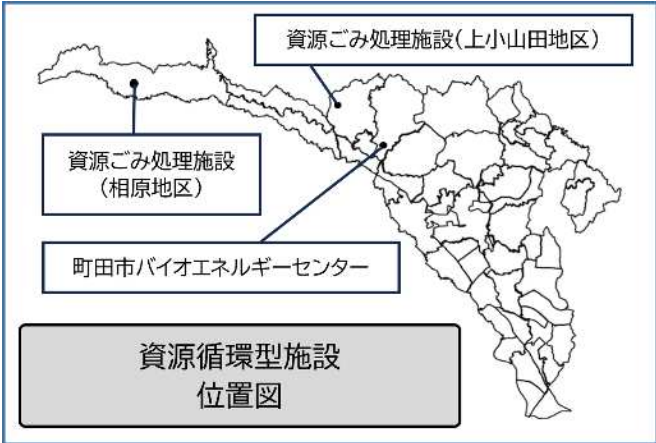 資源ごみ処理施設(上小山田地区)
資源ごみ処理施設
(相原地区)
町田市バイオエネルギーセンター
資源循環型施設
位置図